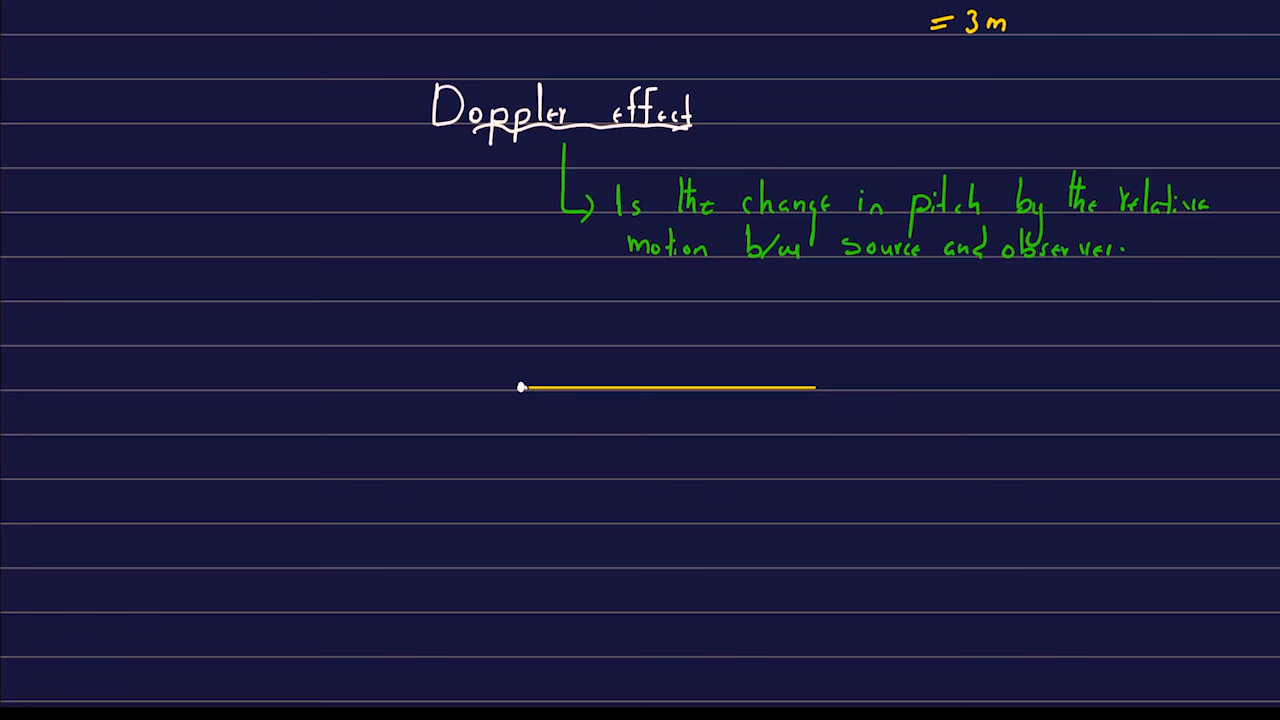 = 3 m
Doppler effect
Is the change in pitch by the relative
motion b/w source and observer.